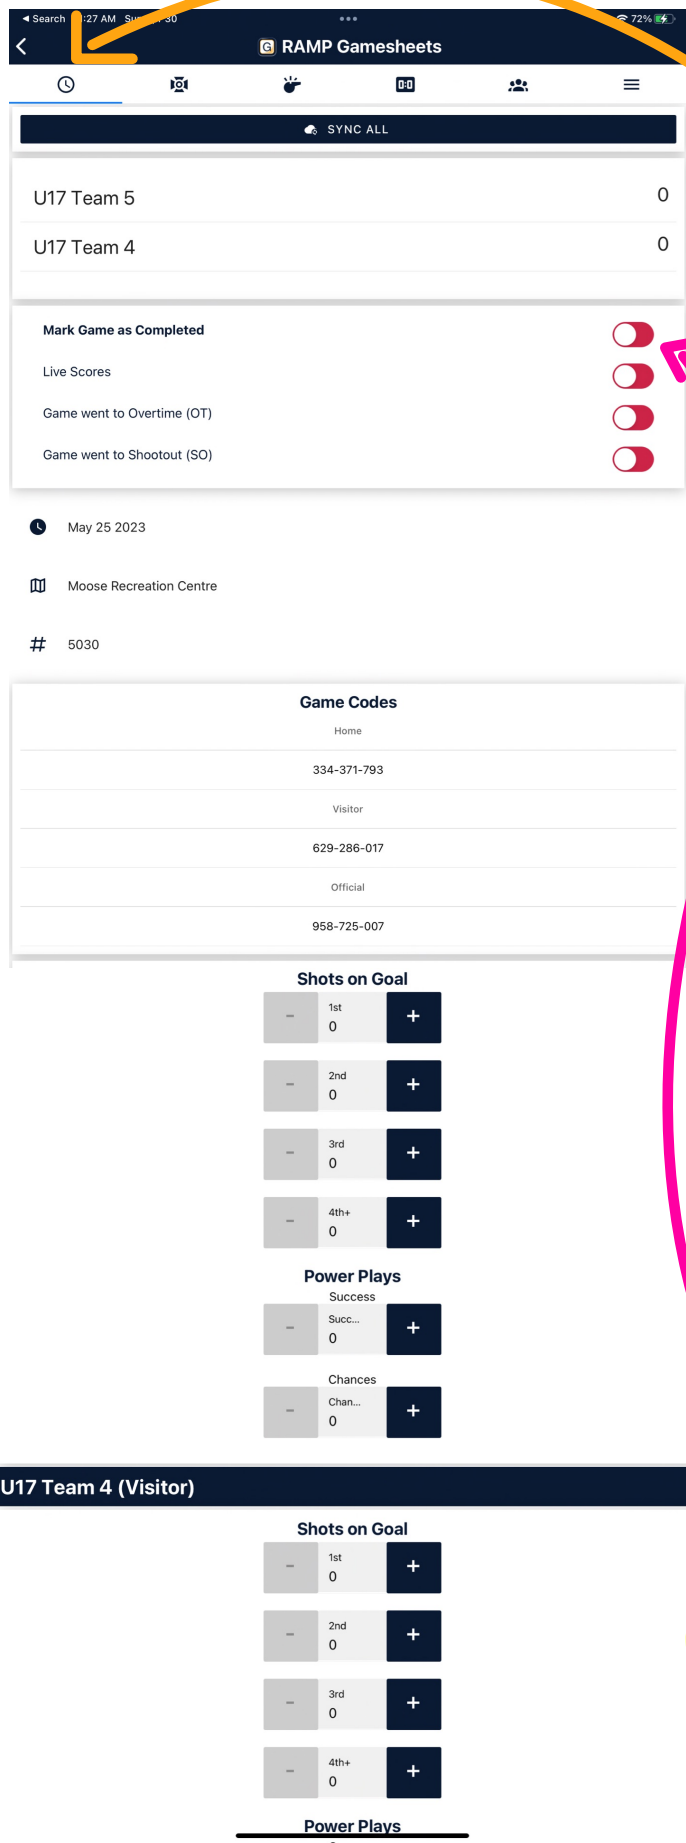 ◀ Search
:27 AM
72%
G RAMP Gamesheets
0:0
SYNC ALL
U17 Team 5 0
U17 Team 4 0
Mark Game as Completed
Live Scores
Game went to Overtime (OT)
Game went to Shootout (SO)
May 25 2023
Moose Recreation Centre
# 5030
Game Codes
Home
334-371-793
Visitor
629-286-017
Official
958-725-007
Shots on Goal
1st
- 0 +
2nd
- 0 +
3rd
- 0 +
4th+
- 0 +
Power Plays
Success
Succ...
- 0 +
Chances
Chan...
- 0 +
U17 Team 4 (Visitor)
Shots on Goal
1st
- 0 +
2nd
- 0 +
3rd
- 0 +
4th+
- 0 +
Power Plays